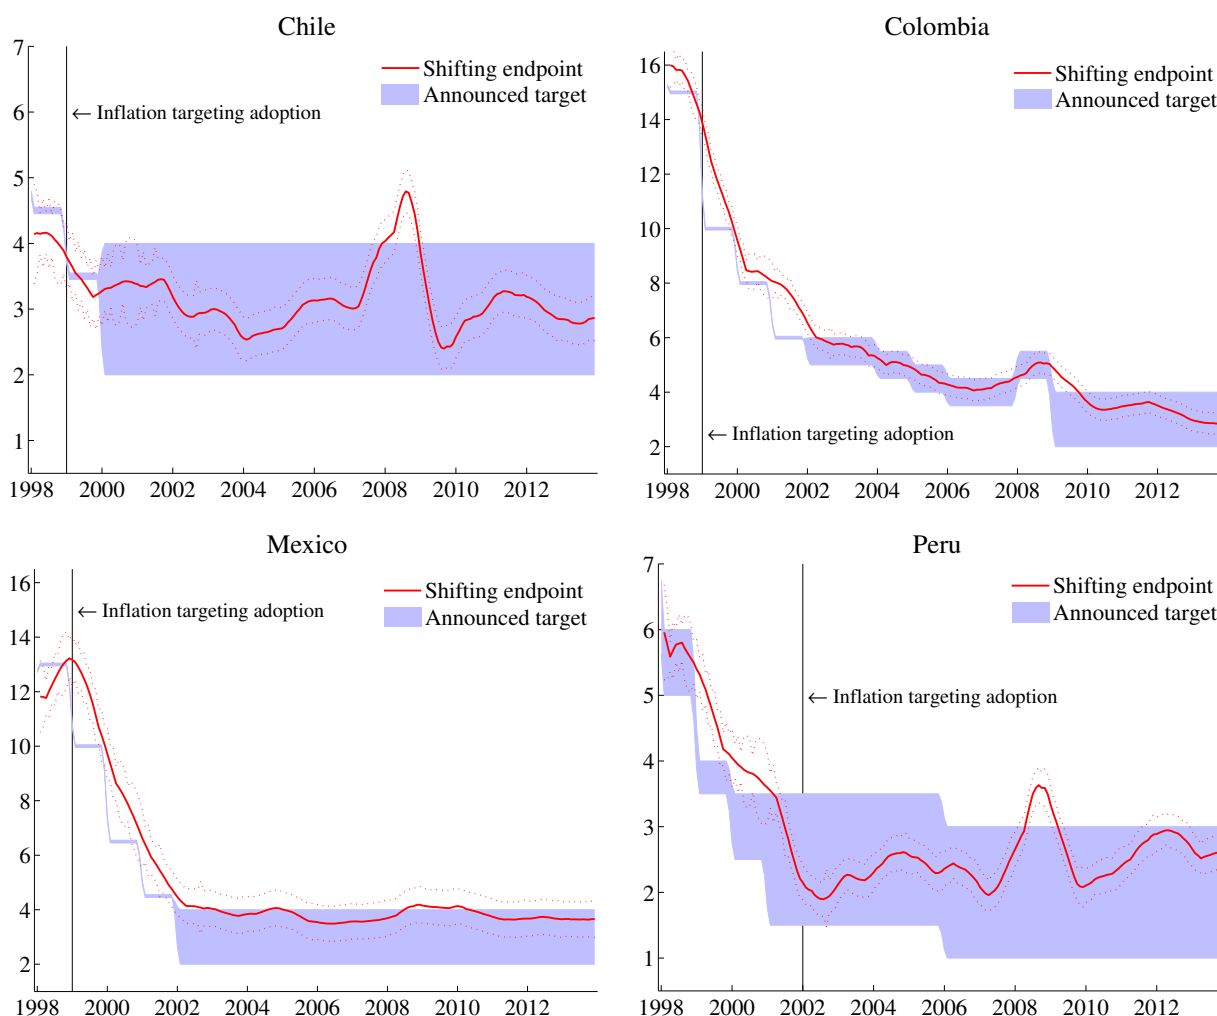 Chile
7
6
5
4
3
2
1
Shifting endpoint
Announced target
← Inflation targeting adoption
1998 2000 2002 2004 2006 2008 2010 2012
Colombia
16
14
12
10
8
6
4
2
Shifting endpoint
Announced target
← Inflation targeting adoption
1998 2000 2002 2004 2006 2008 2010 2012
Mexico
16
14
12
10
8
6
4
2
Shifting endpoint
Announced target
← Inflation targeting adoption
1998 2000 2002 2004 2006 2008 2010 2012
Peru
7
6
5
4
3
2
1
Shifting endpoint
Announced target
← Inflation targeting adoption
1998 2000 2002 2004 2006 2008 2010 2012